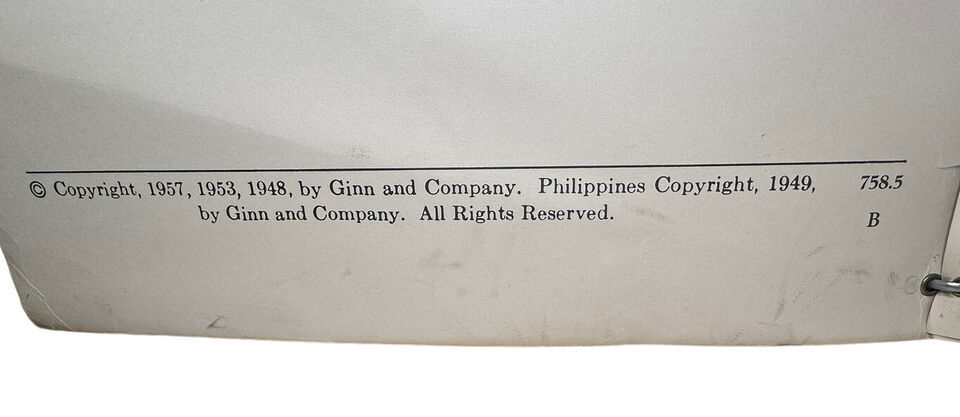 © Copyright, 1957, 1953, 1948, by Ginn and Company. Philippines Copyright, 1949, 758.5
by Ginn and Company. All Rights Reserved. B